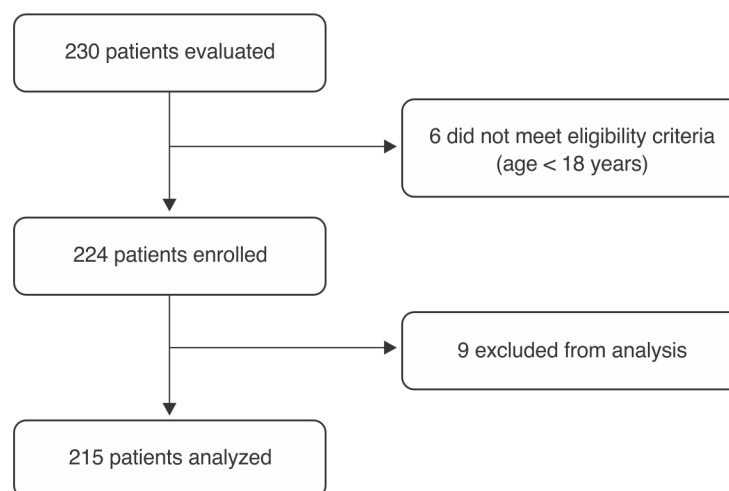 230 patients evaluated
6 did not meet eligibility criteria
(age < 18 years)
224 patients enrolled
9 excluded from analysis
215 patients analyzed